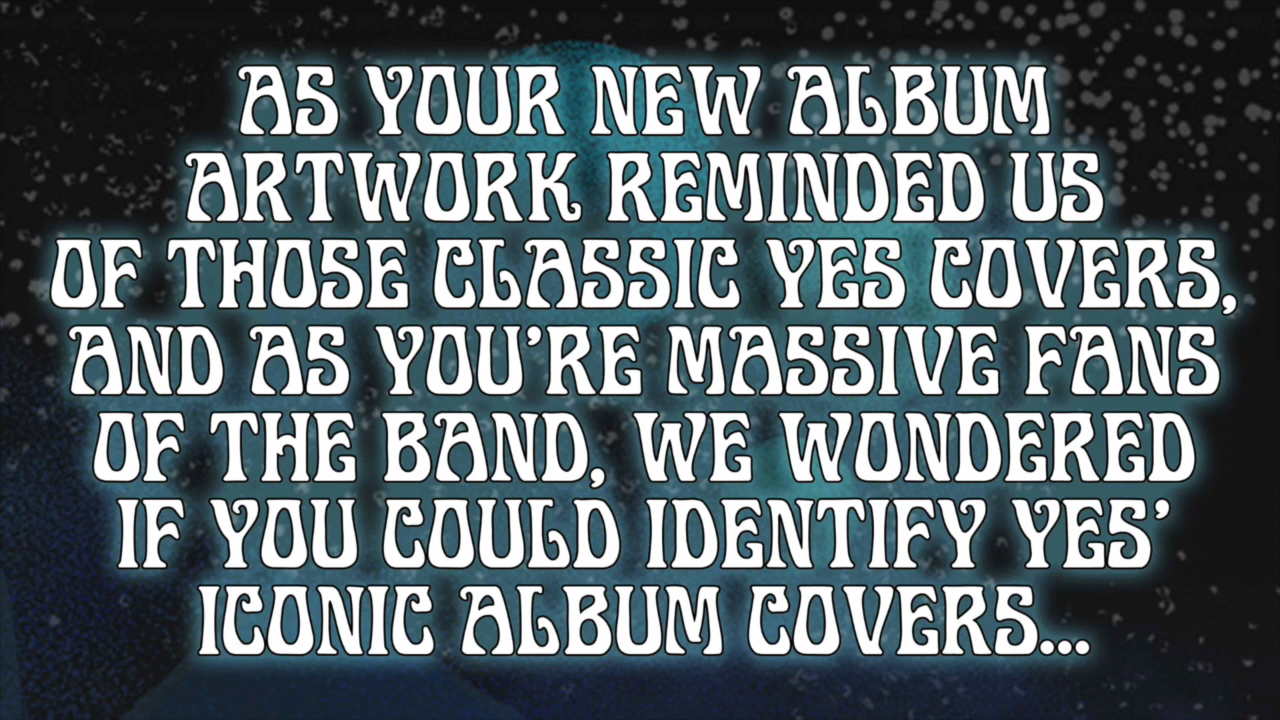 AS YOUR NEW ALBUM
ARTWORK REMINDED US
OF THOSE CLASSIC YES COVERS,
AND AS YOU'RE MASSIVE FANS
OF THE BAND, WE WONDERED
IF YOU COULD IDENTIFY YES'
ICONIC ALBUM COVERS...